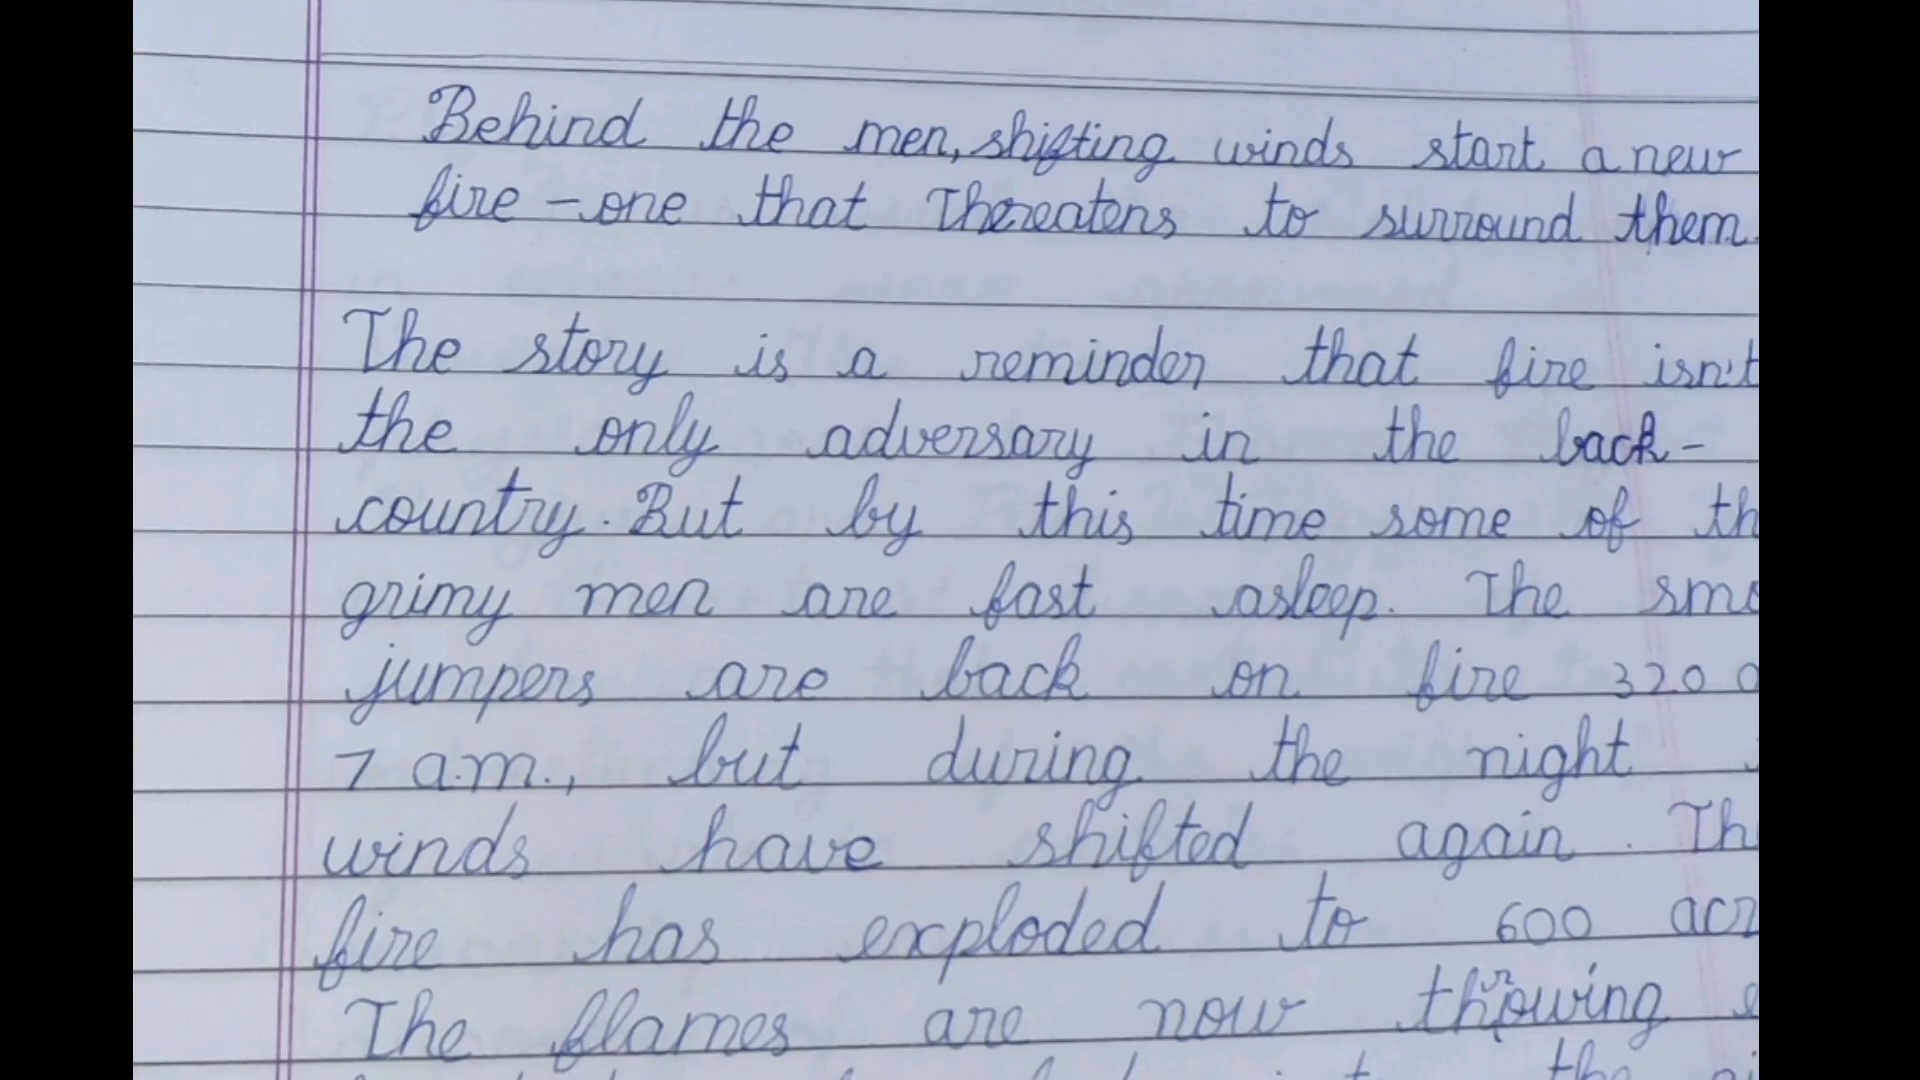 Behind the men, shifting winds start a new
fire - one that Thereatens to surround them.
The story is a reminder that fire isn't
the only adversary in the back-
country. But by this time some of th
grimy men are fast asleep. The smo
jumpers are back on fire 320 a
7 a.m., but during the night
winds have shifted again. Th
fire has exploded to 600 acr
The flames are now throwing